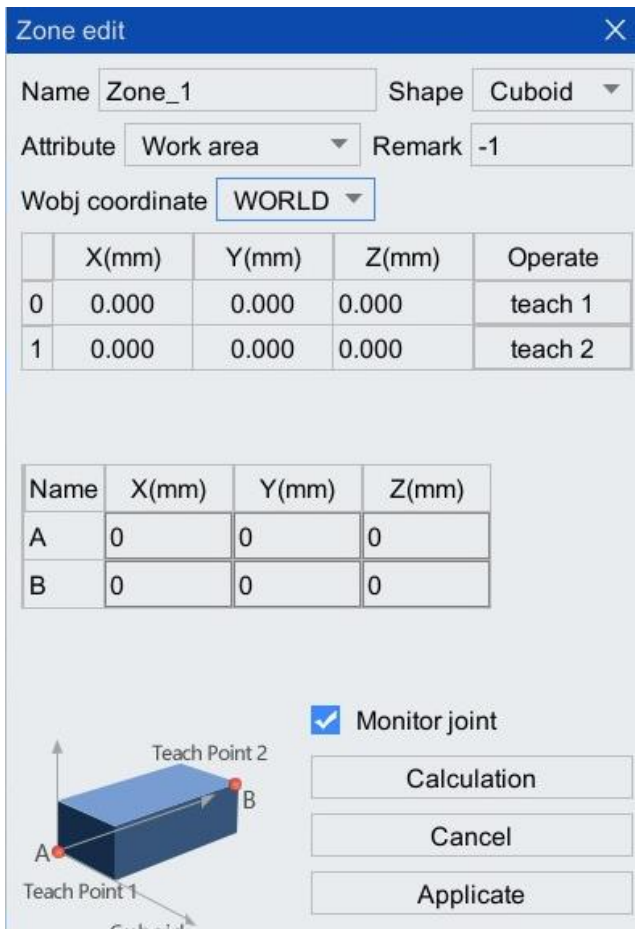 Zone edit
Name Zone_1 Shape Cuboid
Attribute Work area Remark -1
Wobj coordinate WORLD
X(mm) Y(mm) Z(mm) Operate
0 0.000 0.000 0.000 teach 1
1 0.000 0.000 0.000 teach 2
Name X(mm) Y(mm) Z(mm)
A 0 0 0
B 0 0 0
Monitor joint
Teach Point 2
Calculation
B
Cancel
A
Teach Point 1
Applicate